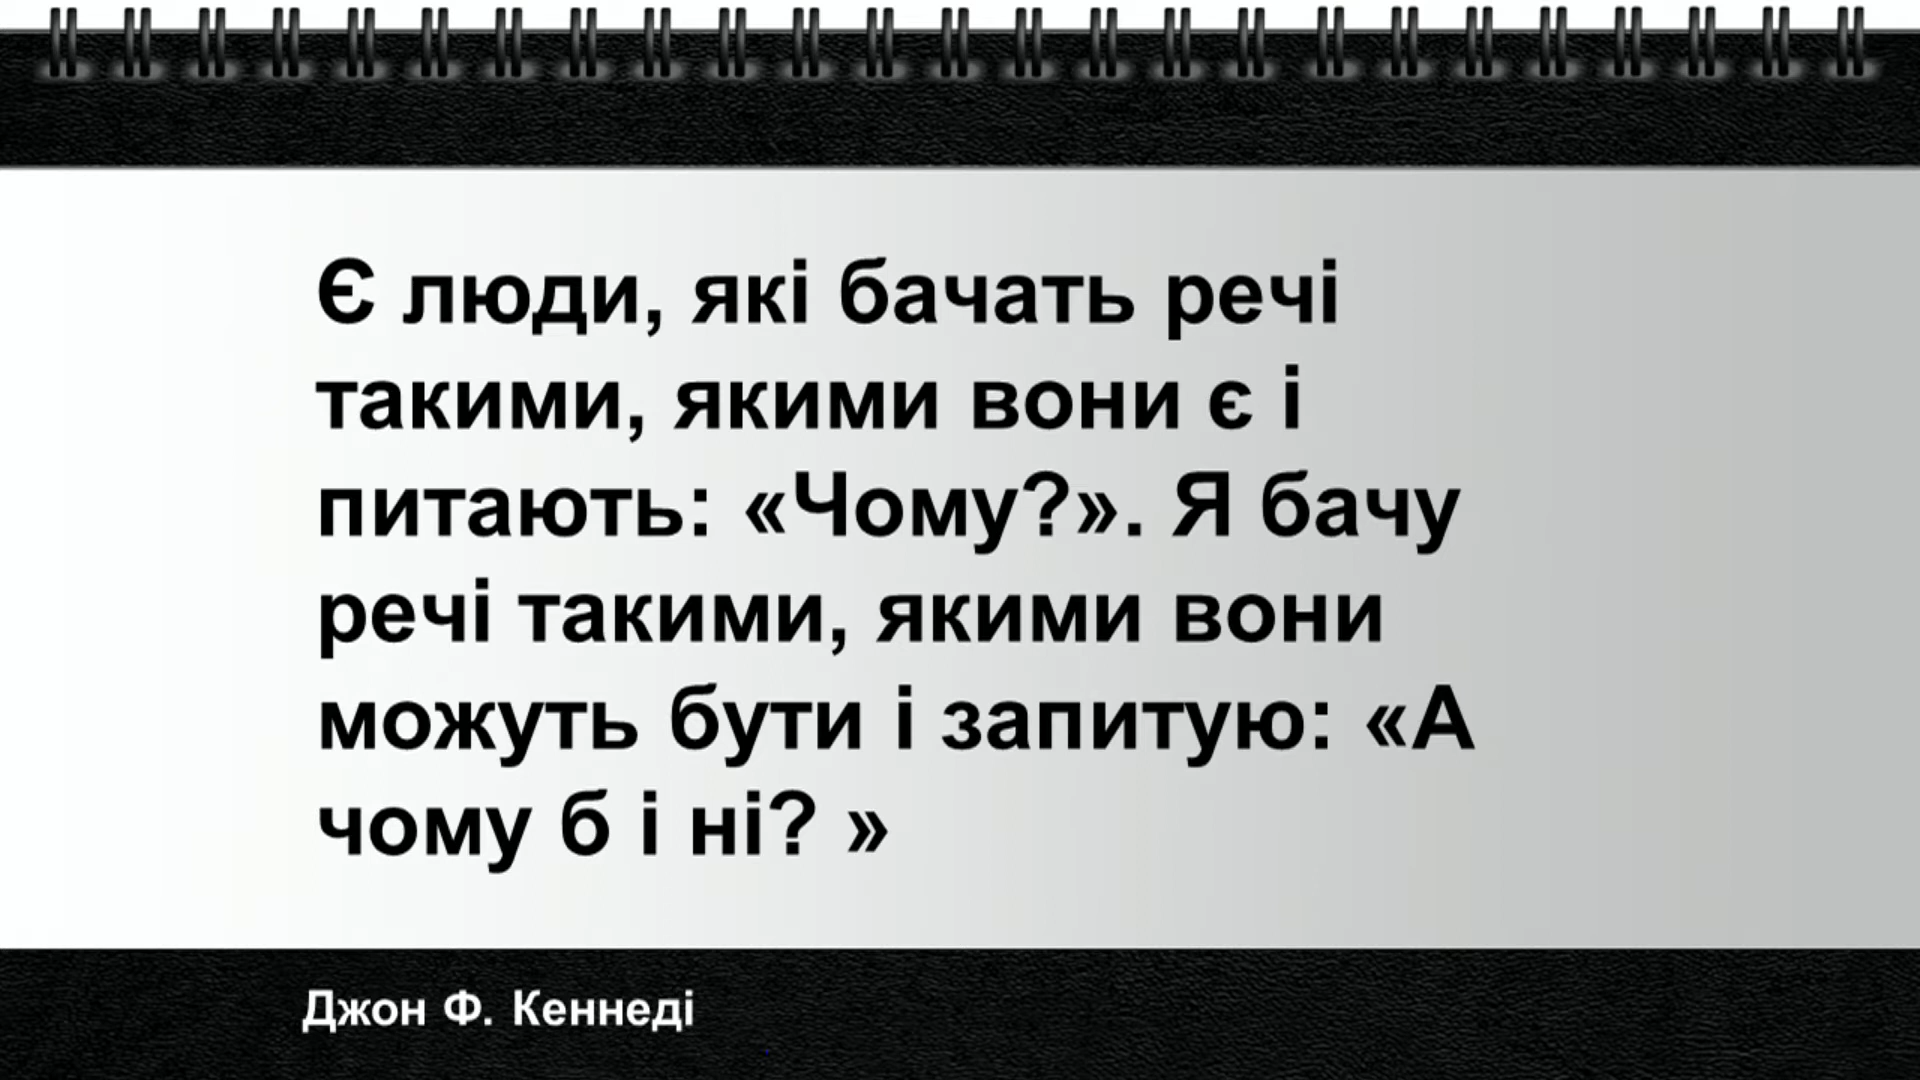 Є люди, які бачать речі
такими, якими вони є і
питають: «Чому?». Я бачу
речі такими, якими вони
можуть бути і запитую: «А
чому б і ні? »
Джон Ф. Кеннеді